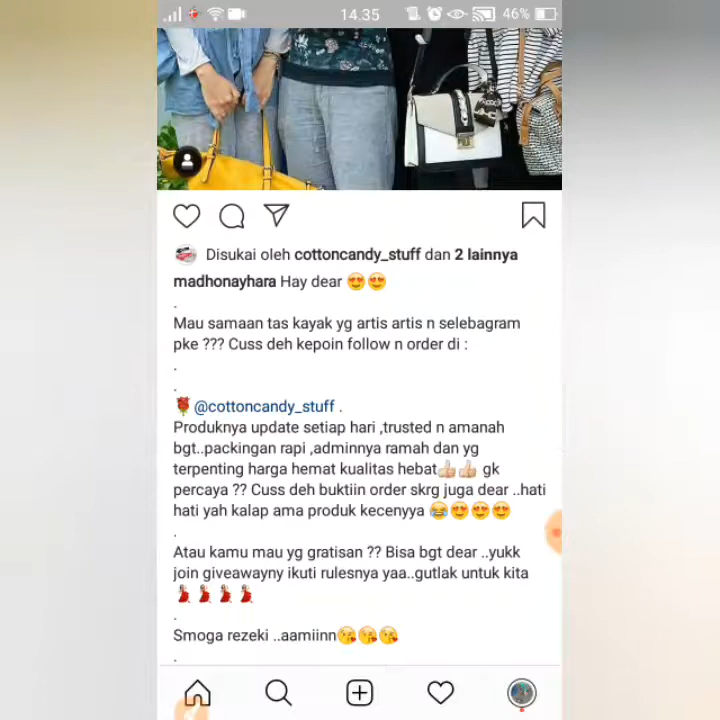 14.35
46%
Disukai oleh cottoncandy_stuff dan 2 lainnya
madhonayhara Hay dear 😍😍
.
Mau samaan tas kayak yg artis artis n selebagram
pke ??? Cuss deh kepoin follow n order di :
.
.
🌹@cottoncandy_stuff .
Produknya update setiap hari ,trusted n amanah
bgt..packingan rapi ,adminnya ramah dan yg
terpenting harga hemat kualitas hebat👍🏻👍🏻 gk
percaya ?? Cuss deh buktiin order skrg juga dear ..hati
hati yah kalap ama produk kecenyya 😂😍😍😍
.
Atau kamu mau yg gratisan ?? Bisa bgt dear ..yukk
join giveawayny ikuti rulesnya yaa..gutlak untuk kita
💃💃💃💃
.
Smoga rezeki ..aamiinn😘😘😘
.